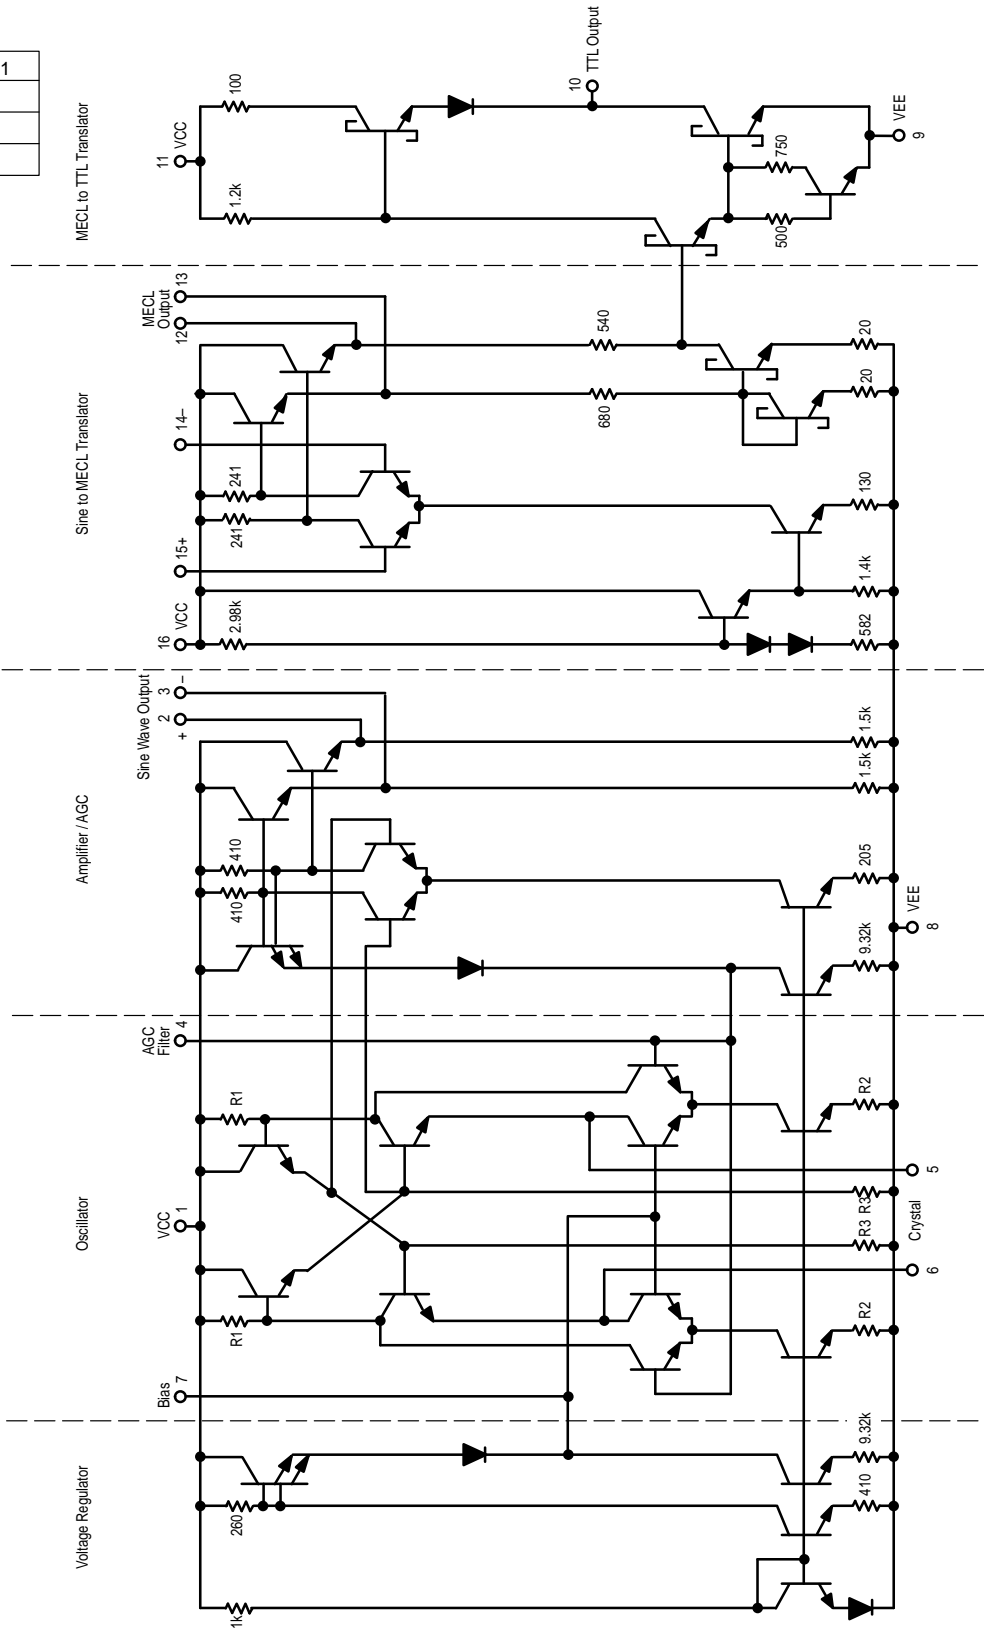 1
MECL to TTL Translator
11 VCC
1.2k
100
10 TTL Output
500
750
VEE
9
Sine to MECL Translator
MECL
Output
12
13
14–
15+
16 VCC
241
241
2.98k
540
680
20
20
130
1.4k
582
Amplifier / AGC
Sine Wave Output
2
3
+
–
410
410
1.5k
1.5k
205
9.32k
VEE
8
Oscillator
AGC
Filter
4
VCC
1
Bias
7
R1
R1
R2
R3
R3
R2
5
Crystal
6
Voltage Regulator
260
1k
9.32k
410